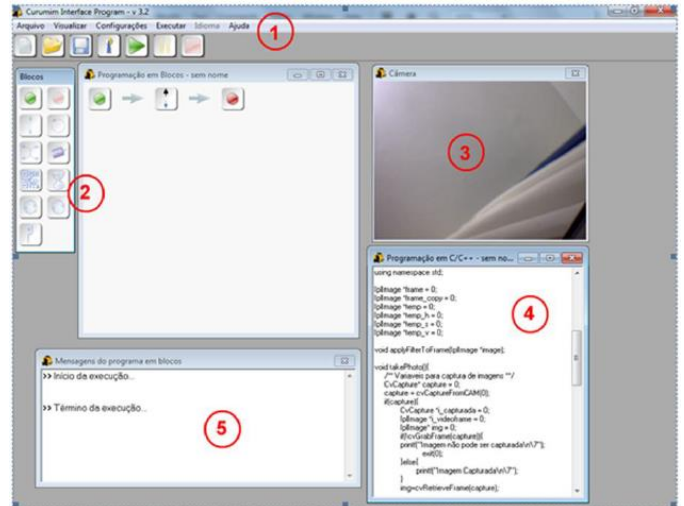 Curumim Interface Program - v 3.2
Arquivo Visualizar Configurações Executar Idioma Ajuda
1
Blocos
Programação em Blocos - sem nome
Câmera
2
3
Programação em C/C++ - sem no...
using namespace std;
IplImage *frame = 0;
IplImage *frame_copy = 0;
IplImage *temp = 0;
IplImage *temp_h = 0;
IplImage *temp_s = 0;
IplImage *temp_v = 0;
void applyFilterToFrame(IplImage *image);
void takePhoto(){
/** Variaveis para captura de imagens **/
CvCapture* capture = 0;
capture = cvCaptureFromCAM(0);
if(capture){
CvCapture *i_capturada = 0;
IplImage *i_videoframe = 0;
IplImage* img = 0;
if(!cvGrabFrame(capture)){
printf("Imagem não pode ser capturada\n\7");
exit(0);
}else{
printf("Imagem Capturada\n\7");
}
img=cvRetrieveFrame(capture);
4
Mensagens do programa em blocos
>> Início da execução...
>> Término da execução...
5